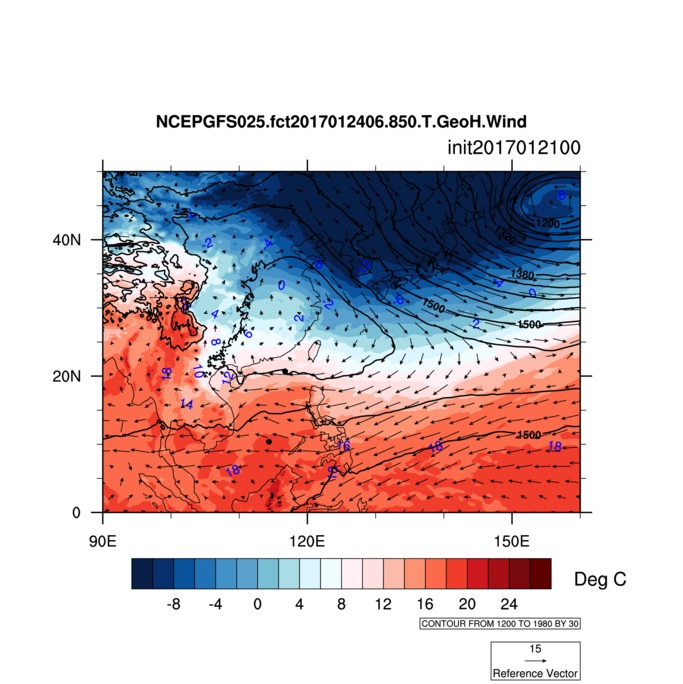 NCEPGFS025.fct2017012406.850.T.GeoH.Wind
init2017012100
40N
20N
0
90E 120E 150E
1200
1320
1380
1500
1500
1500
-8 -4 0 4 8 12 16 20 24
Deg C
CONTOUR FROM 1200 TO 1980 BY 30
15
Reference Vector